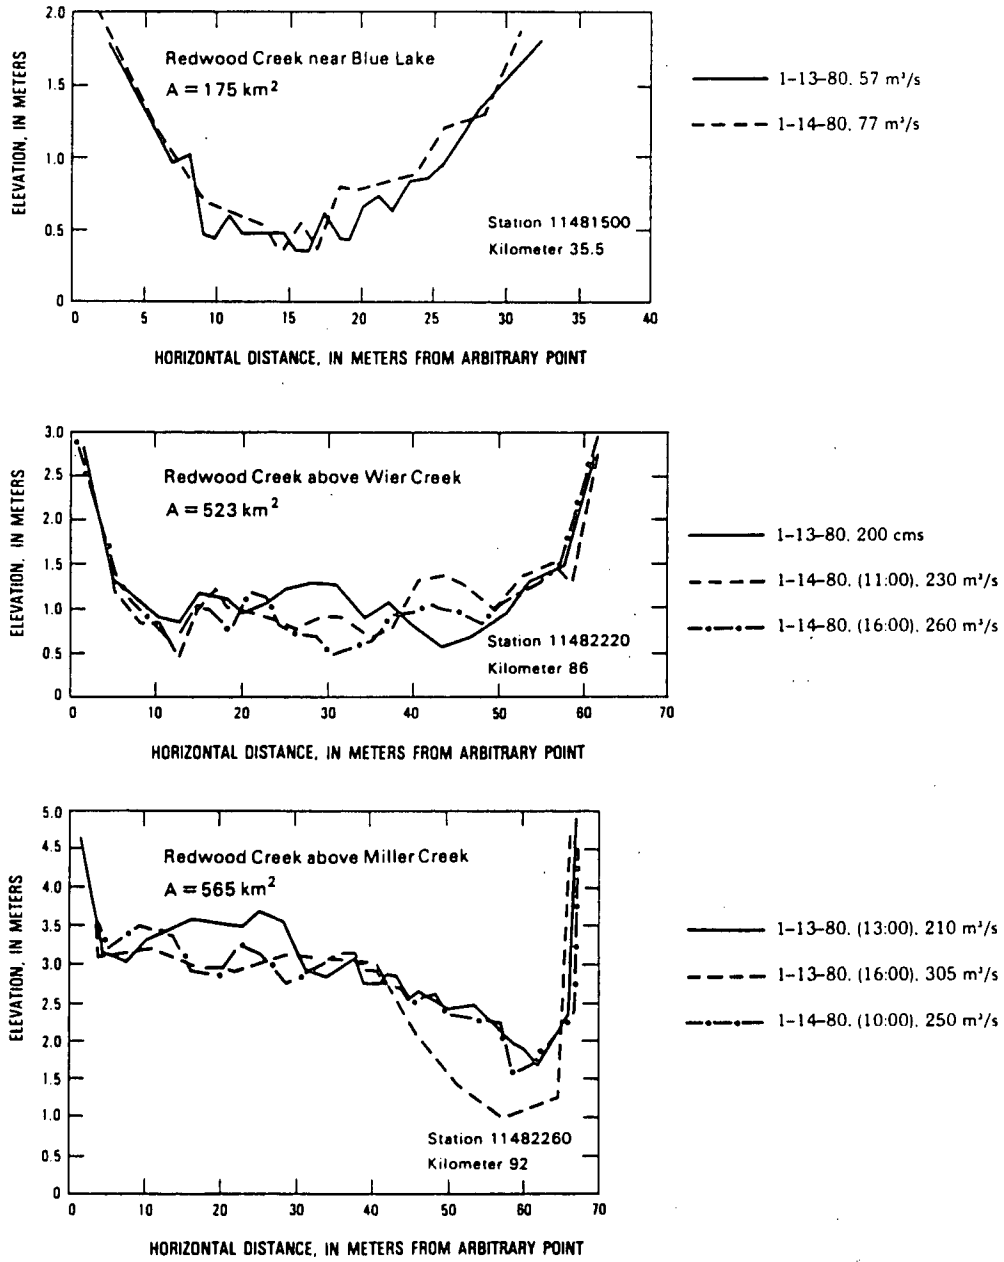 2.0
1.5
1.0
0.5
0
ELEVATION, IN METERS
Redwood Creek near Blue Lake
A = 175 km²
Station 11481500
Kilometer 35.5
0 5 10 15 20 25 30 35 40
HORIZONTAL DISTANCE, IN METERS FROM ARBITRARY POINT
1-13-80. 57 m³/s
1-14-80. 77 m³/s
3.0
2.5
2.0
1.5
1.0
0.5
0
ELEVATION, IN METERS
Redwood Creek above Wier Creek
A = 523 km²
Station 11482220
Kilometer 86
0 10 20 30 40 50 60 70
HORIZONTAL DISTANCE, IN METERS FROM ARBITRARY POINT
1-13-80. 200 cms
1-14-80. (11:00). 230 m³/s
1-14-80. (16:00). 260 m³/s
5.0
4.5
4.0
3.5
3.0
2.5
2.0
1.5
1.0
0.5
0
ELEVATION, IN METERS
Redwood Creek above Miller Creek
A = 565 km²
Station 11482260
Kilometer 92
0 10 20 30 40 50 60 70
HORIZONTAL DISTANCE, IN METERS FROM ARBITRARY POINT
1-13-80. (13:00). 210 m³/s
1-13-80. (16:00). 305 m³/s
1-14-80. (10:00). 250 m³/s